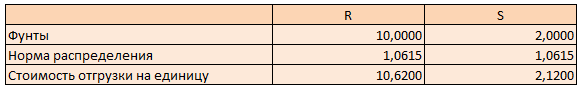 R S
Фунты 10,0000 2,0000
Норма распределения 1,0615 1,0615
Стоимость отгрузки на единицу 10,6200 2,1200